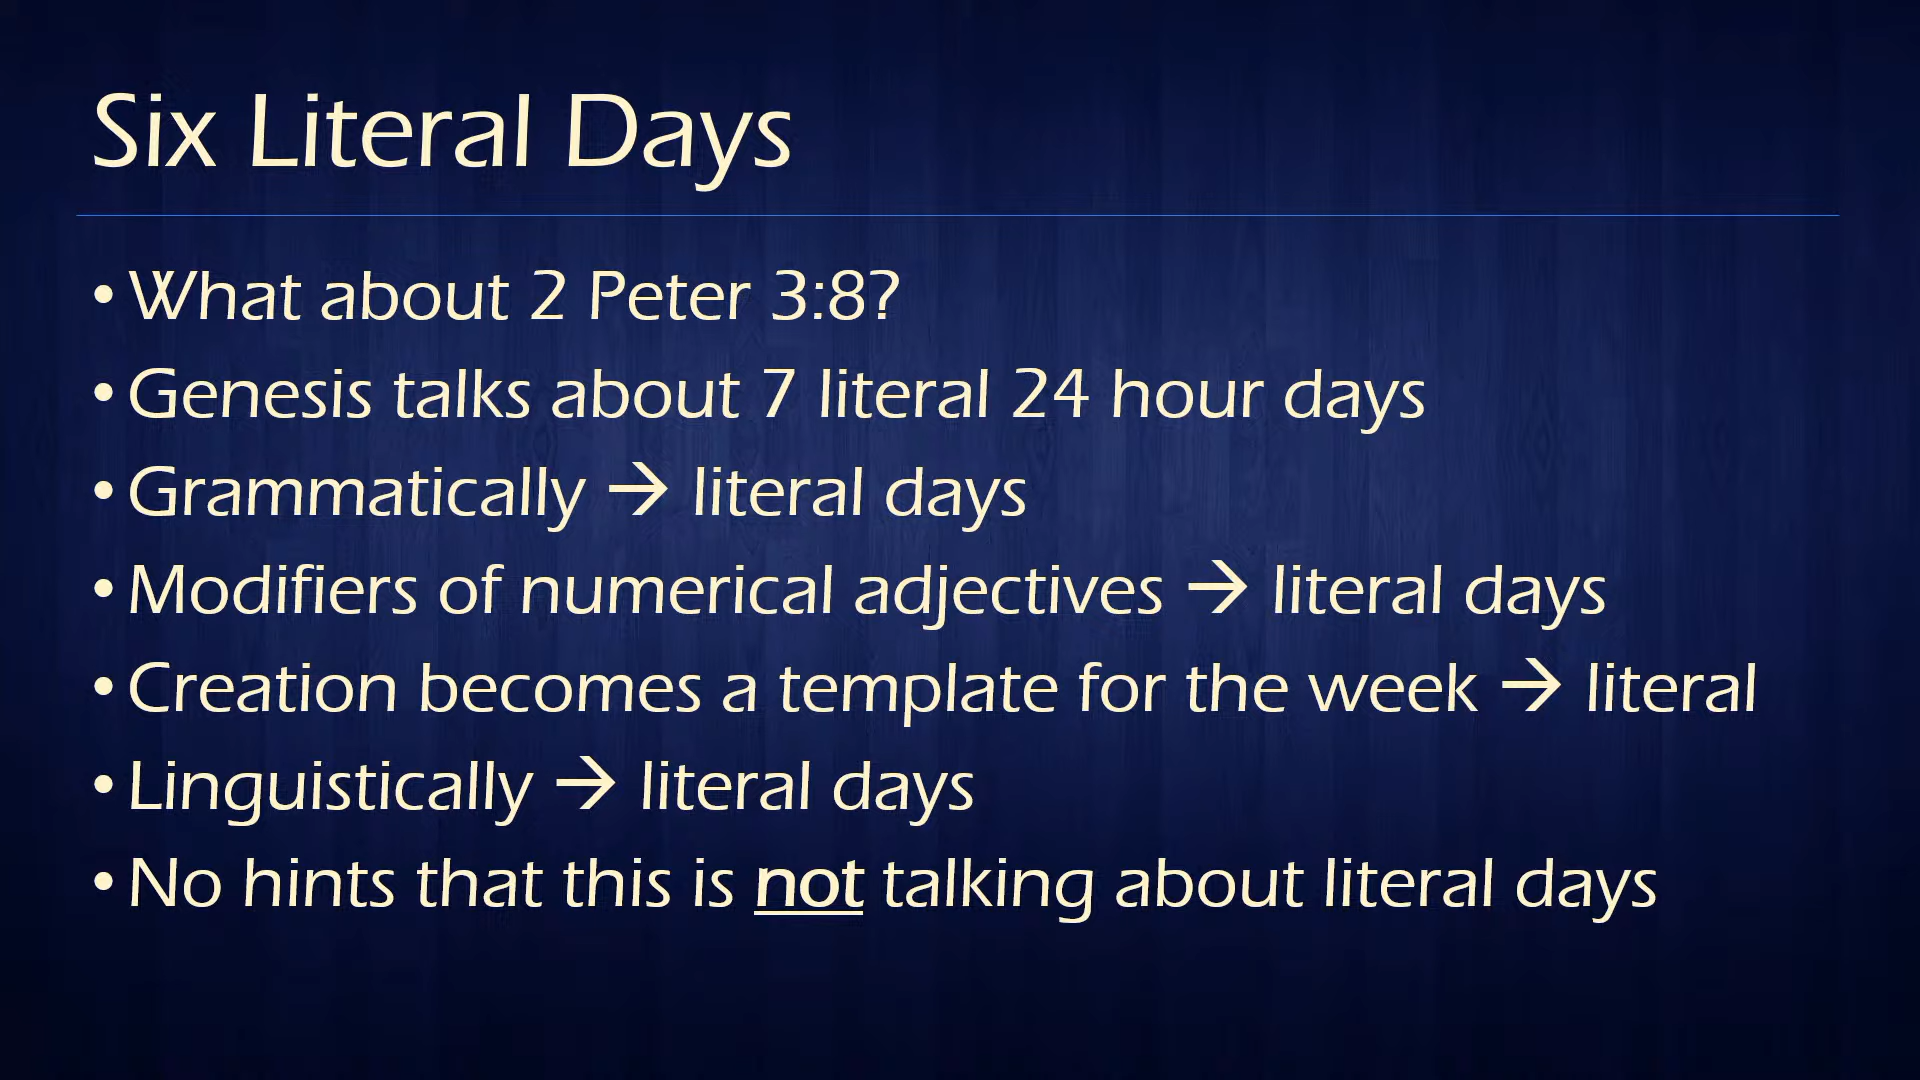 Six Literal Days
• What about 2 Peter 3:8?
• Genesis talks about 7 literal 24 hour days
• Grammatically → literal days
• Modifiers of numerical adjectives → literal days
• Creation becomes a template for the week → literal
• Linguistically → literal days
• No hints that this is not talking about literal days